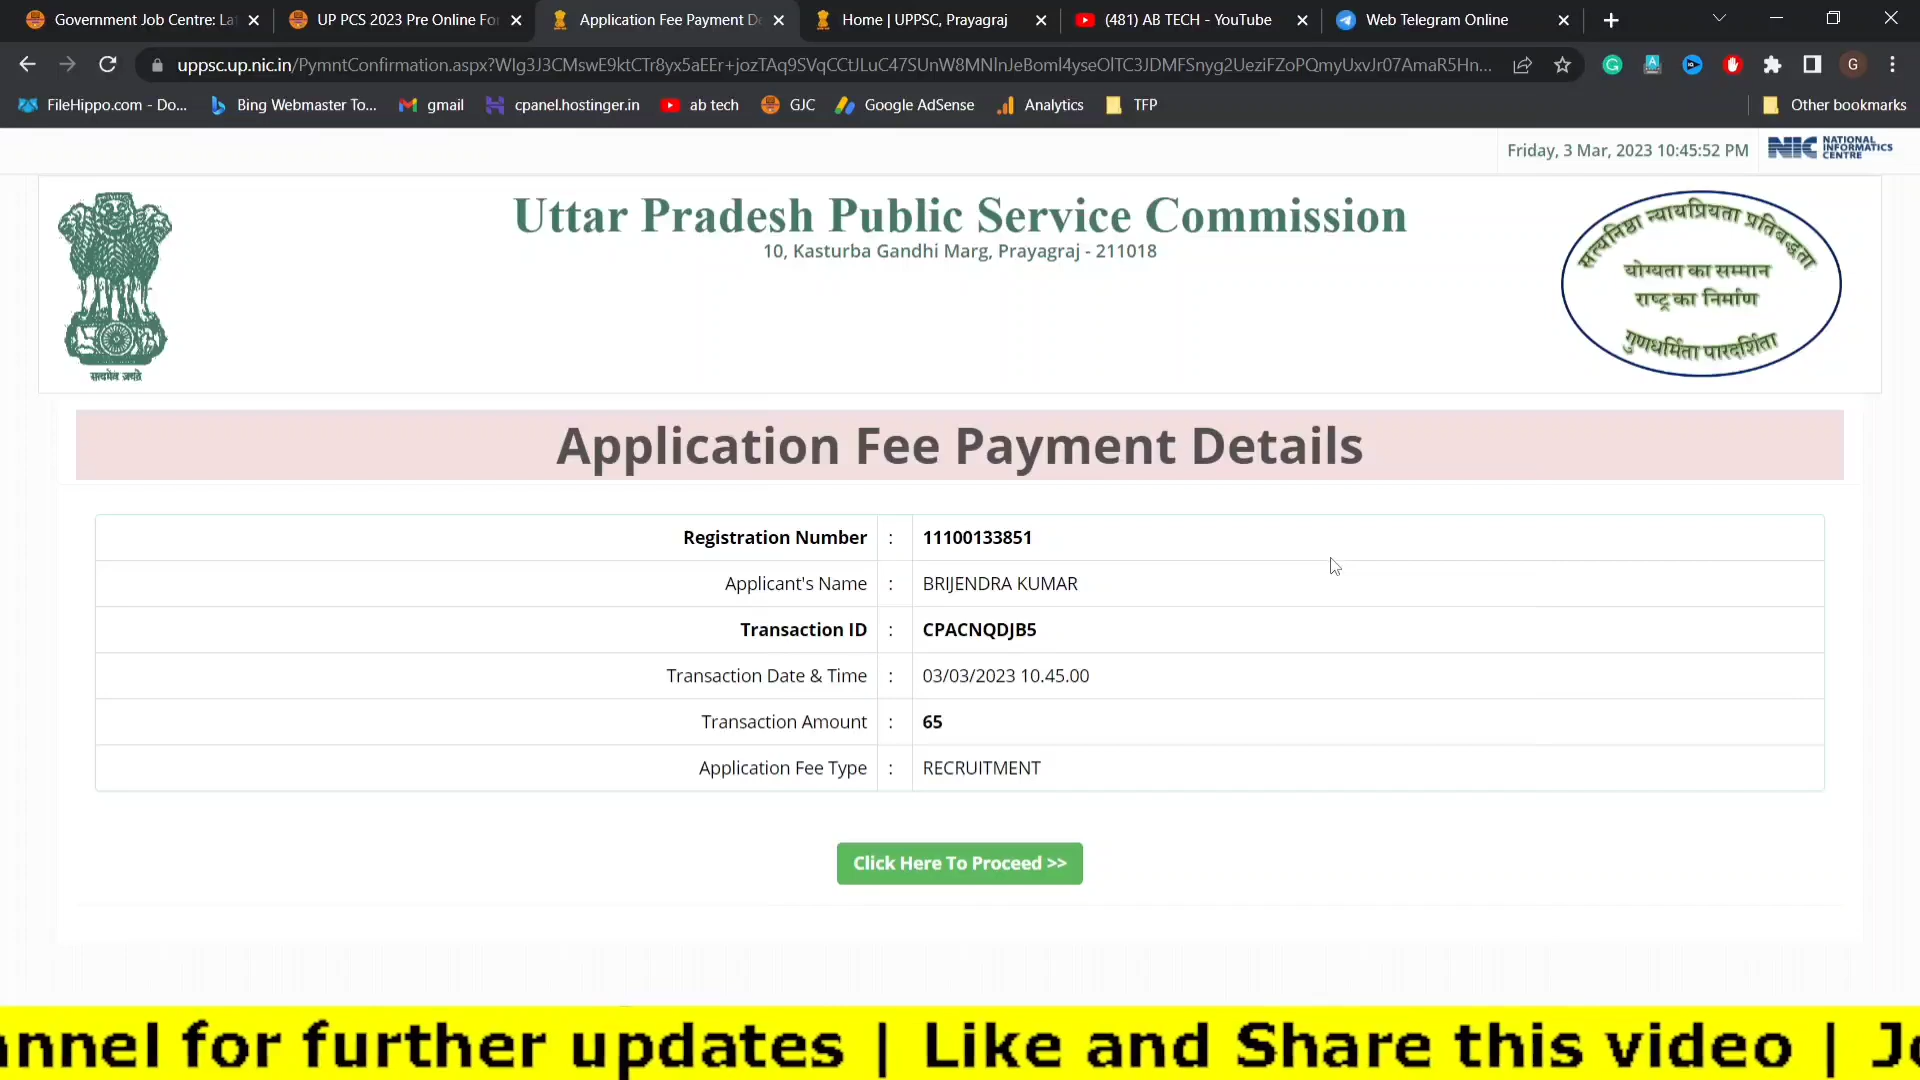 Government Job Centre: La
UP PCS 2023 Pre Online Fo
Application Fee Payment De
Home | UPPSC, Prayagraj
(481) AB TECH - YouTube
Web Telegram Online
uppsc.up.nic.in/PymntConfirmation.aspx?WIg3J3CMswE9ktCTr8yx5aEEr+jozTAq9SVqCCtJLuC47SUnW8MNlnJeBoml4yseOlTC3JDMFSnyg2UeziFZoPQmyUxvJr07AmaR5Hn...
G
FileHippo.com - Do...
Bing Webmaster To...
gmail
cpanel.hostinger.in
ab tech
GJC
Google AdSense
Analytics
TFP
Other bookmarks
Friday, 3 Mar, 2023 10:45:52 PM
NIC NATIONAL
INFORMATICS
CENTRE
Uttar Pradesh Public Service Commission
10, Kasturba Gandhi Marg, Prayagraj - 211018
सत्यमेव जयते
सत्यनिष्ठा न्यायप्रियता प्रतिबद्धता
योग्यता का सम्मान
राष्ट्र का निर्माण
गुणधर्मिता पारदर्शिता
Application Fee Payment Details
Registration Number : 11100133851
Applicant's Name : BRIJENDRA KUMAR
Transaction ID : CPACNQDJB5
Transaction Date & Time : 03/03/2023 10.45.00
Transaction Amount : 65
Application Fee Type : RECRUITMENT
Click Here To Proceed >>
annel for further updates | Like and Share this video | Jo